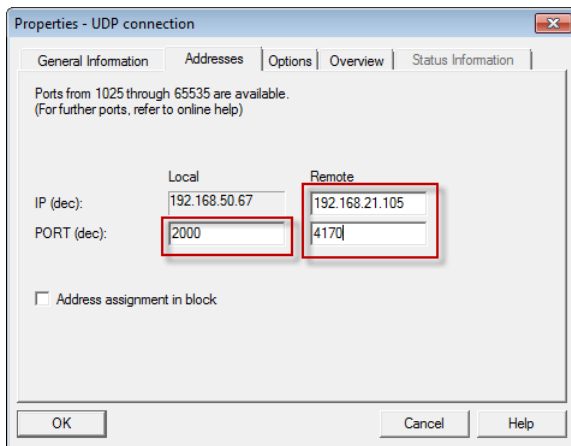 Properties - UDP connection
General Information Addresses Options Overview Status Information
Ports from 1025 through 65535 are available.
(For further ports, refer to online help)
Local Remote
IP (dec): 192.168.50.67 192.168.21.105
PORT (dec): 2000 4170
Address assignment in block
OK Cancel Help